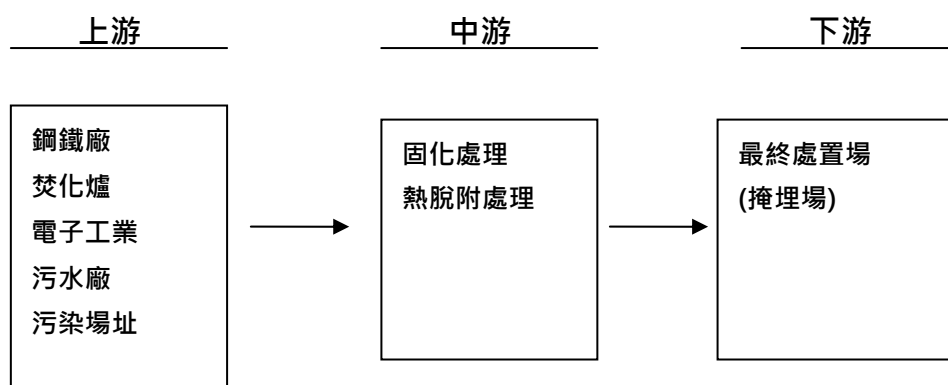 上游
中游
下游
鋼鐵廠
焚化爐
電子工業
污水廠
污染場址
固化處理
熱脫附處理
最終處置場
(掩埋場)